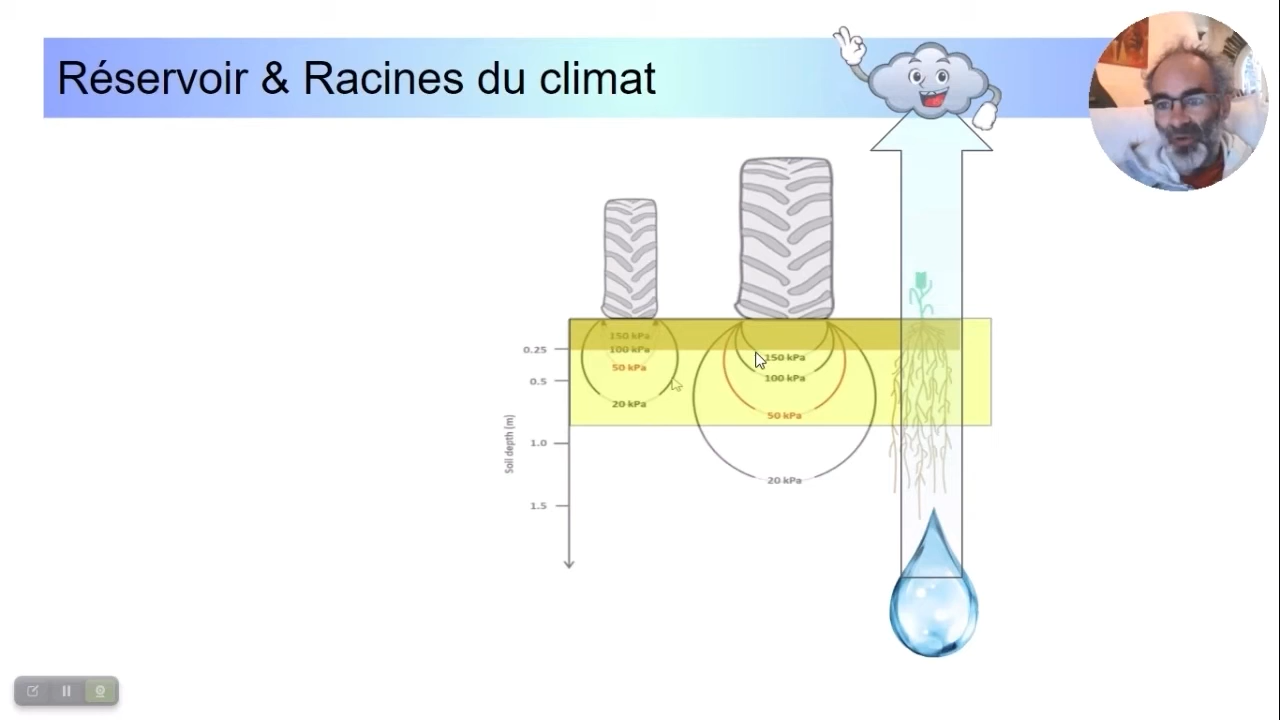 Réservoir & Racines du climat
150 kPa
0.25
100 kPa
150 kPa
50 kPa
0.5
100 kPa
20 kPa
50 kPa
Soil depth (m)
1.0
20 kPa
1.5